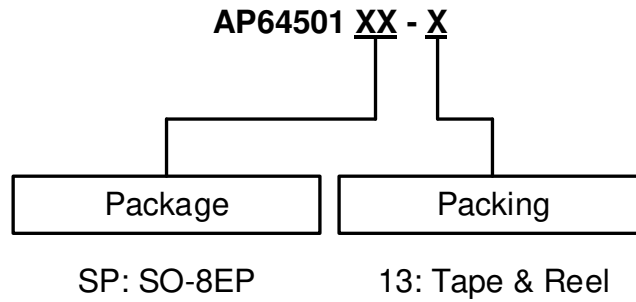 AP64501 XX - X
Package
Packing
SP: SO-8EP
13: Tape & Reel